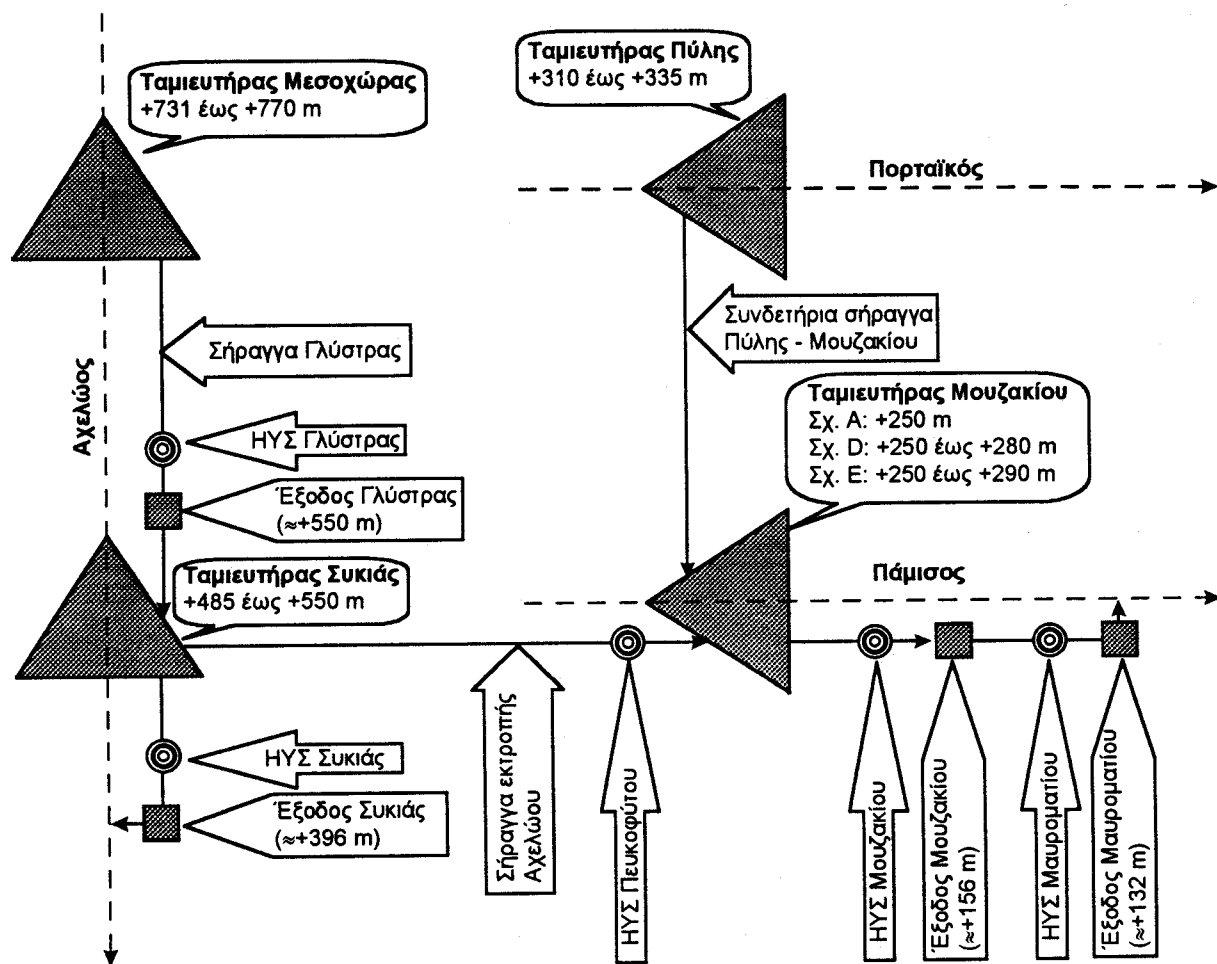 Ταμιευτήρας Μεσοχώρας
+731 έως +770 m
Ταμιευτήρας Πύλης
+310 έως +335 m
Πορταϊκός
Αχελώος
Σήραγγα Γλύστρας
Συνδετήρια σήραγγα
Πύλης - Μουζακίου
ΗΥΣ Γλύστρας
Ταμιευτήρας Μουζακίου
Σχ. Α: +250 m
Σχ. D: +250 έως +280 m
Σχ. Ε: +250 έως +290 m
Έξοδος Γλύστρας
(≈+550 m)
Ταμιευτήρας Συκιάς
+485 έως +550 m
Πάμισος
ΗΥΣ Συκιάς
Έξοδος Συκιάς
(≈+396 m)
Σήραγγα εκτροπής
Αχελώου
ΗΥΣ Πευκοφύτου
ΗΥΣ Μουζακίου
Έξοδος Μουζακίου
(≈+156 m)
ΗΥΣ Μαυροματίου
Έξοδος Μαυροματίου
(≈+132 m)